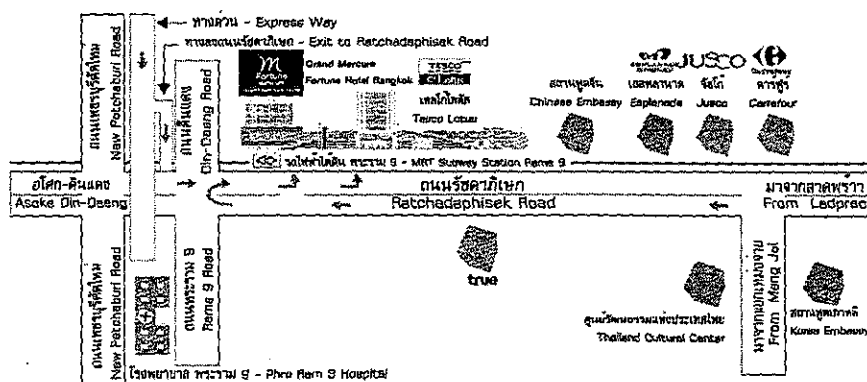 ทางด่วน - Express Way
ทางลงถนนรัชดาภิเษก - Exit to Ratchadaphisek Road
ถนนเพชรบุรีตัดใหม่
New Petchaburi Road
ถนนดินแดง
Din-Daeng Road
m
Fortune
Grand Mercure
Fortune Hotel Bangkok
TESCO
เทสโก้โลตัส
Tesco Lotus
สถานทูตจีน
Chinese Embassy
เอสพลานาด
Esplanade
JUSCO
จัสโก้
Jusco
คาร์ฟูร์
Carrefour
รถไฟฟ้าใต้ดิน พระราม 9 - MRT Subway Station Rama 9
อโศก-ดินแดง
Asoke Din-Daeng
ถนนรัชดาภิเษก
Ratchadaphisek Road
มาจากลาดพร้าว
From Ladprao
ถนนเพชรบุรีตัดใหม่
New Petchaburi Road
ถนนพระราม 9
Rama 9 Road
true
ศูนย์วัฒนธรรมแห่งประเทศไทย
Thailand Cultural Center
มาจากแยกเหม่งจ๋าย
From Meng Jai
สถานทูตเกาหลี
Korea Embassy
โรงพยาบาล พระราม 9 - Phra Ram 9 Hospital